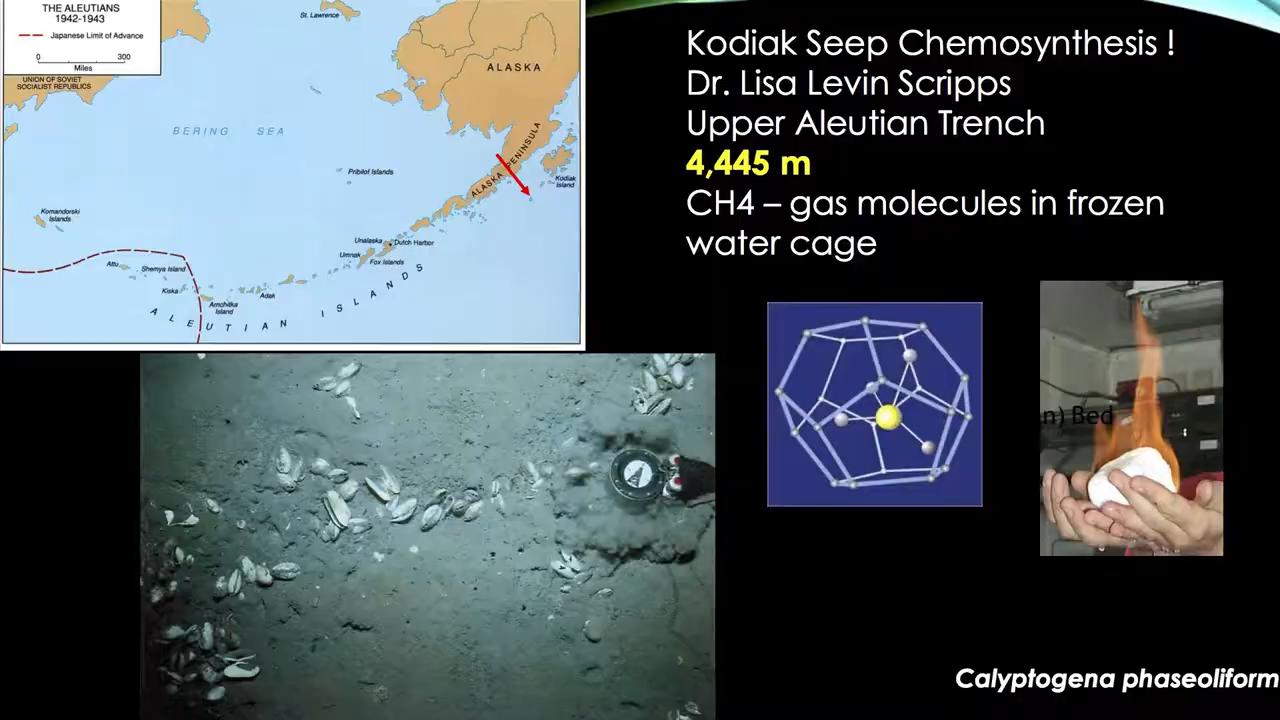 THE ALEUTIANS
1942-1943
Japanese Limit of Advance
0 300
Miles
UNION OF SOVIET
SOCIALIST REPUBLICS
St. Lawrence
ALASKA
BERING SEA
Pribilof Islands
ALASKA PENINSULA
Kodiak
Island
Komandorski
Islands
Unalaska
Dutch Harbor
Umnak
Fox Islands
Attu
Shemya Island
Kiska
Amchitka
Island
Adak
ALEUTIAN ISLANDS
Kodiak Seep Chemosynthesis !
Dr. Lisa Levin Scripps
Upper Aleutian Trench
4,445 m
CH4 – gas molecules in frozen
water cage
n) Bed
Calyptogena phaseoliform